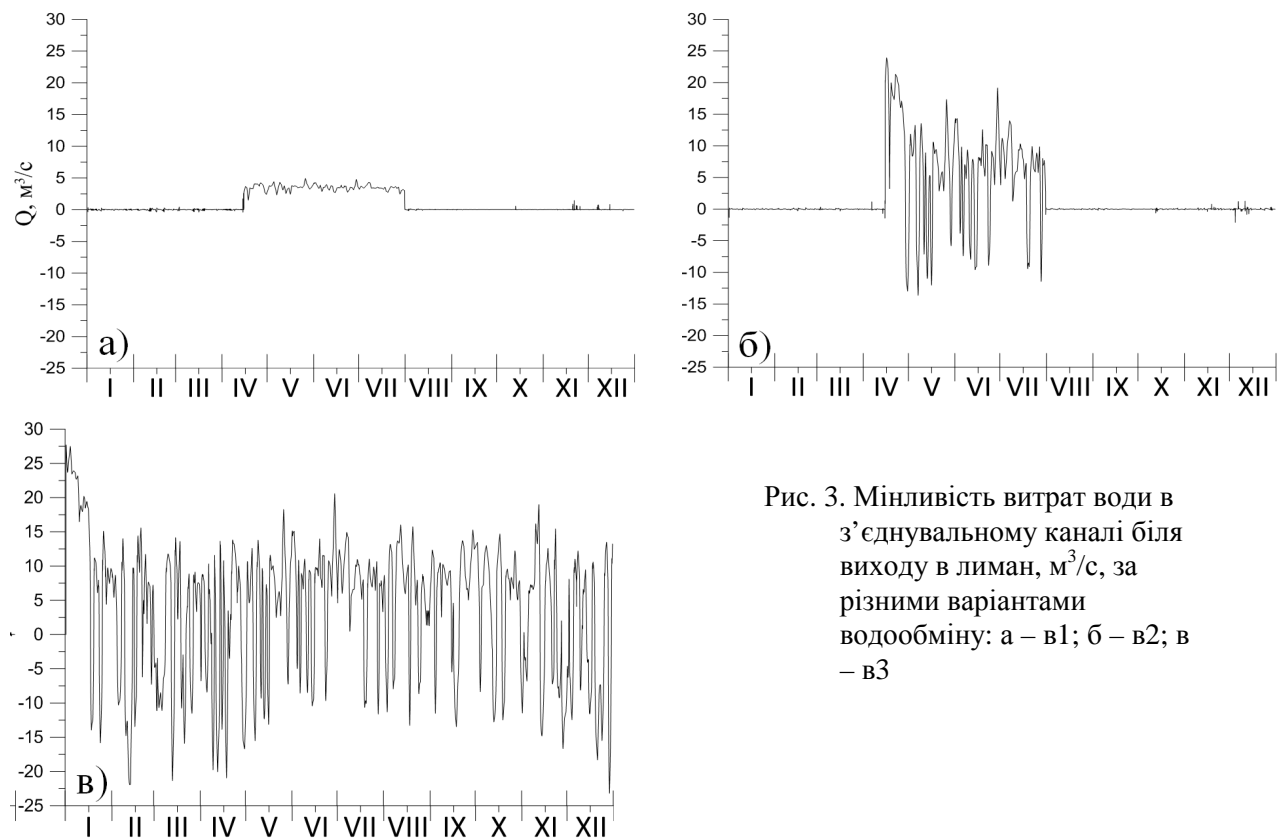 30
25
20
15
10
5
0
-5
-10
-15
-20
-25
Q, м³/с
а)
I II III IV V VI VII VIII IX X XI XII
30
25
20
15
10
5
0
-5
-10
-15
-20
-25
б)
I II III IV V VI VII VIII IX X XI XII
30
25
20
15
10
5
0
-5
-10
-15
-20
-25
в)
I II III IV V VI VII VIII IX X XI XII
Рис. 3. Мінливість витрат води в
з’єднувальному каналі біля
виходу в лиман, м³/с, за
різними варіантами
водообміну: а – в1; б – в2; в
– в3